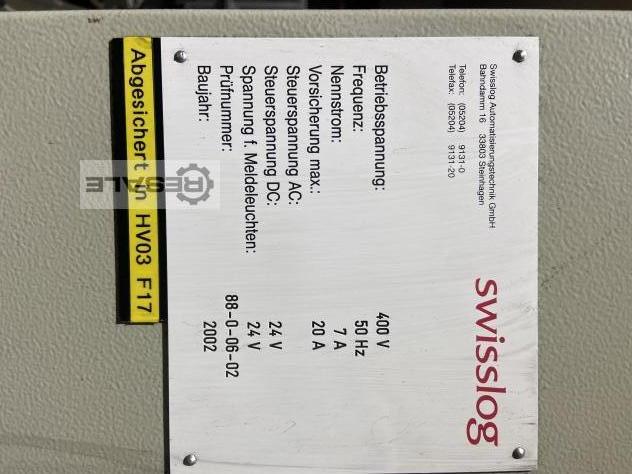 Swisslog Automatisierungstechnik GmbH
Bahndamm 16 33803 Steinhagen
Telefon: (05204) 9131-0
Telefax: (05204) 9131-20
swisslog
Betriebsspannung: 400 V
Frequenz: 50 Hz
Nennstrom: 7 A
Vorsicherung max.: 20 A
Steuerspannung AC:
Steuerspannung DC: 24 V
Spannung f. Meldeleuchten: 24 V
Prüfnummer: 88-0-06-02
Baujahr: 2002
Abgesichert in HV03 F17
RESALE